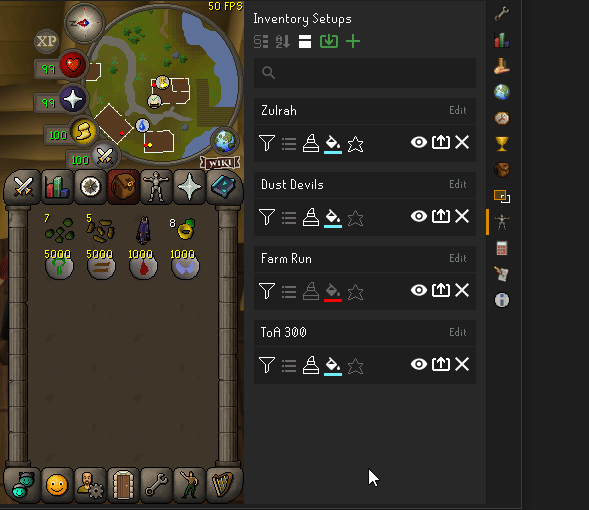 50 FPS
Inventory Setups
XP
99
99
100
100
WIKI
Zulrah
Edit
Dust Devils
Edit
Farm Run
Edit
ToA 300
Edit
7
5
8
5000
5000
1000
1000